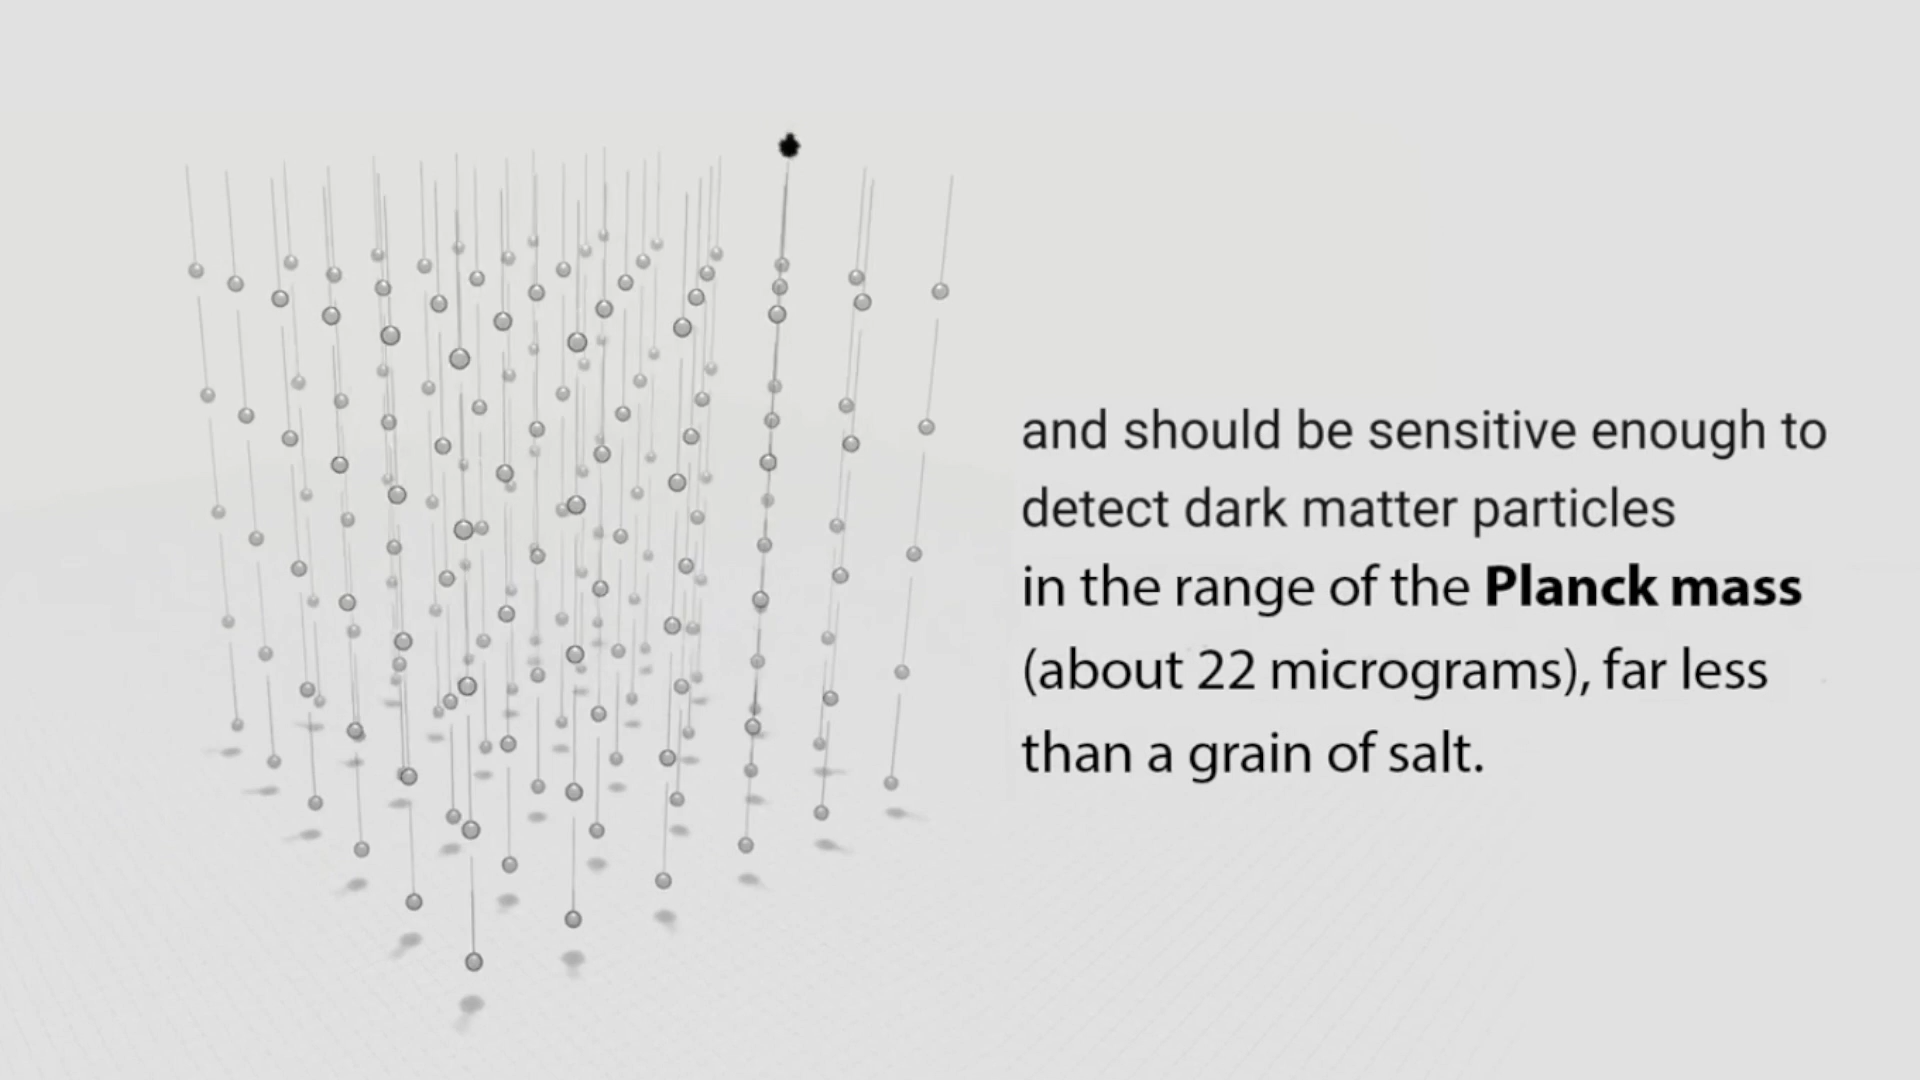 and should be sensitive enough to
detect dark matter particles
in the range of the Planck mass
(about 22 micrograms), far less
than a grain of salt.